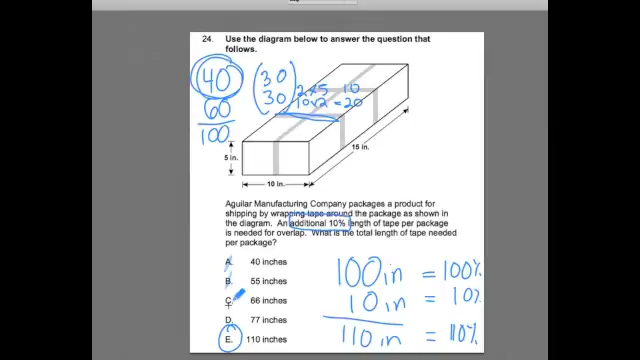 24. Use the diagram below to answer the question that
follows.
40
60
100
30
30
2x5 10
10x2 = 20
5 in.
15 in.
10 in.
Aguilar Manufacturing Company packages a product for
shipping by wrapping tape around the package as shown in
the diagram. An additional 10% length of tape per package
is needed for overlap. What is the total length of tape needed
per package?
A. 40 inches
B. 55 inches
C. 66 inches
D. 77 inches
E. 110 inches
100in = 100%
10in = 10%
110 in = 110%